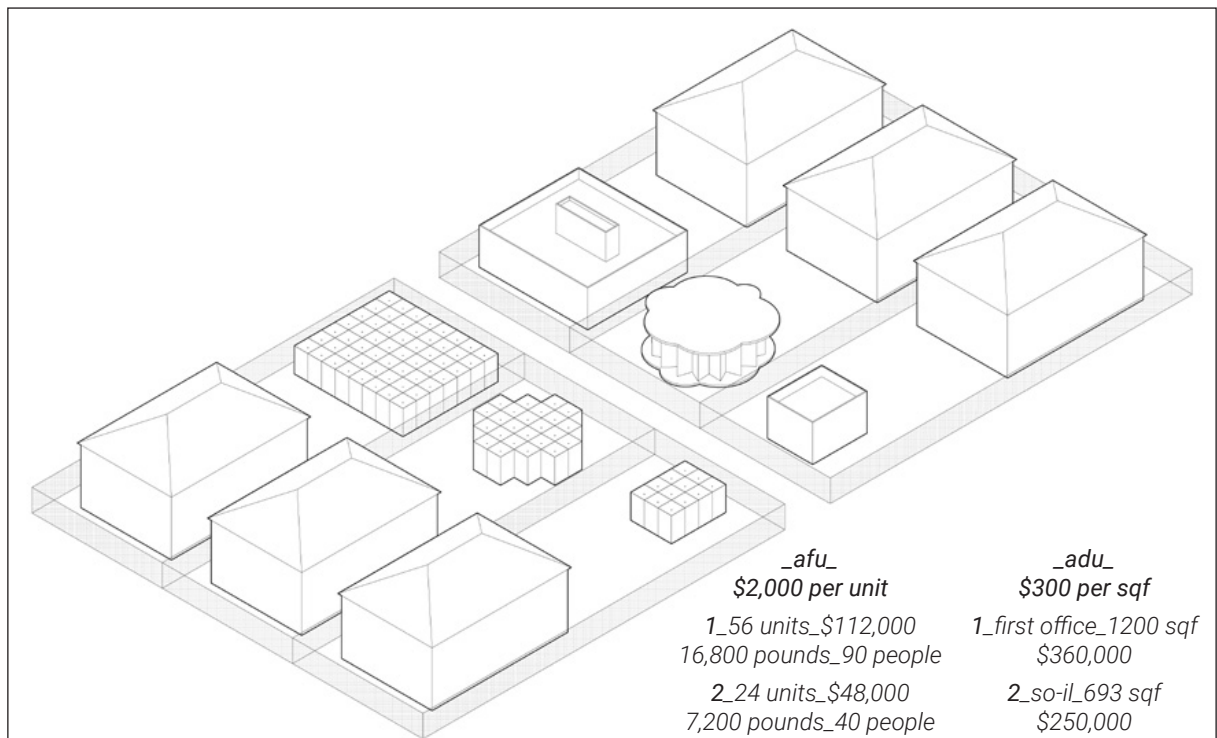 _afu_
$2,000 per unit
1_56 units_$112,000
16,800 pounds_90 people
2_24 units_$48,000
7,200 pounds_40 people
_adu_
$300 per sqf
1_first office_1200 sqf
$360,000
2_so-il_693 sqf
$250,000